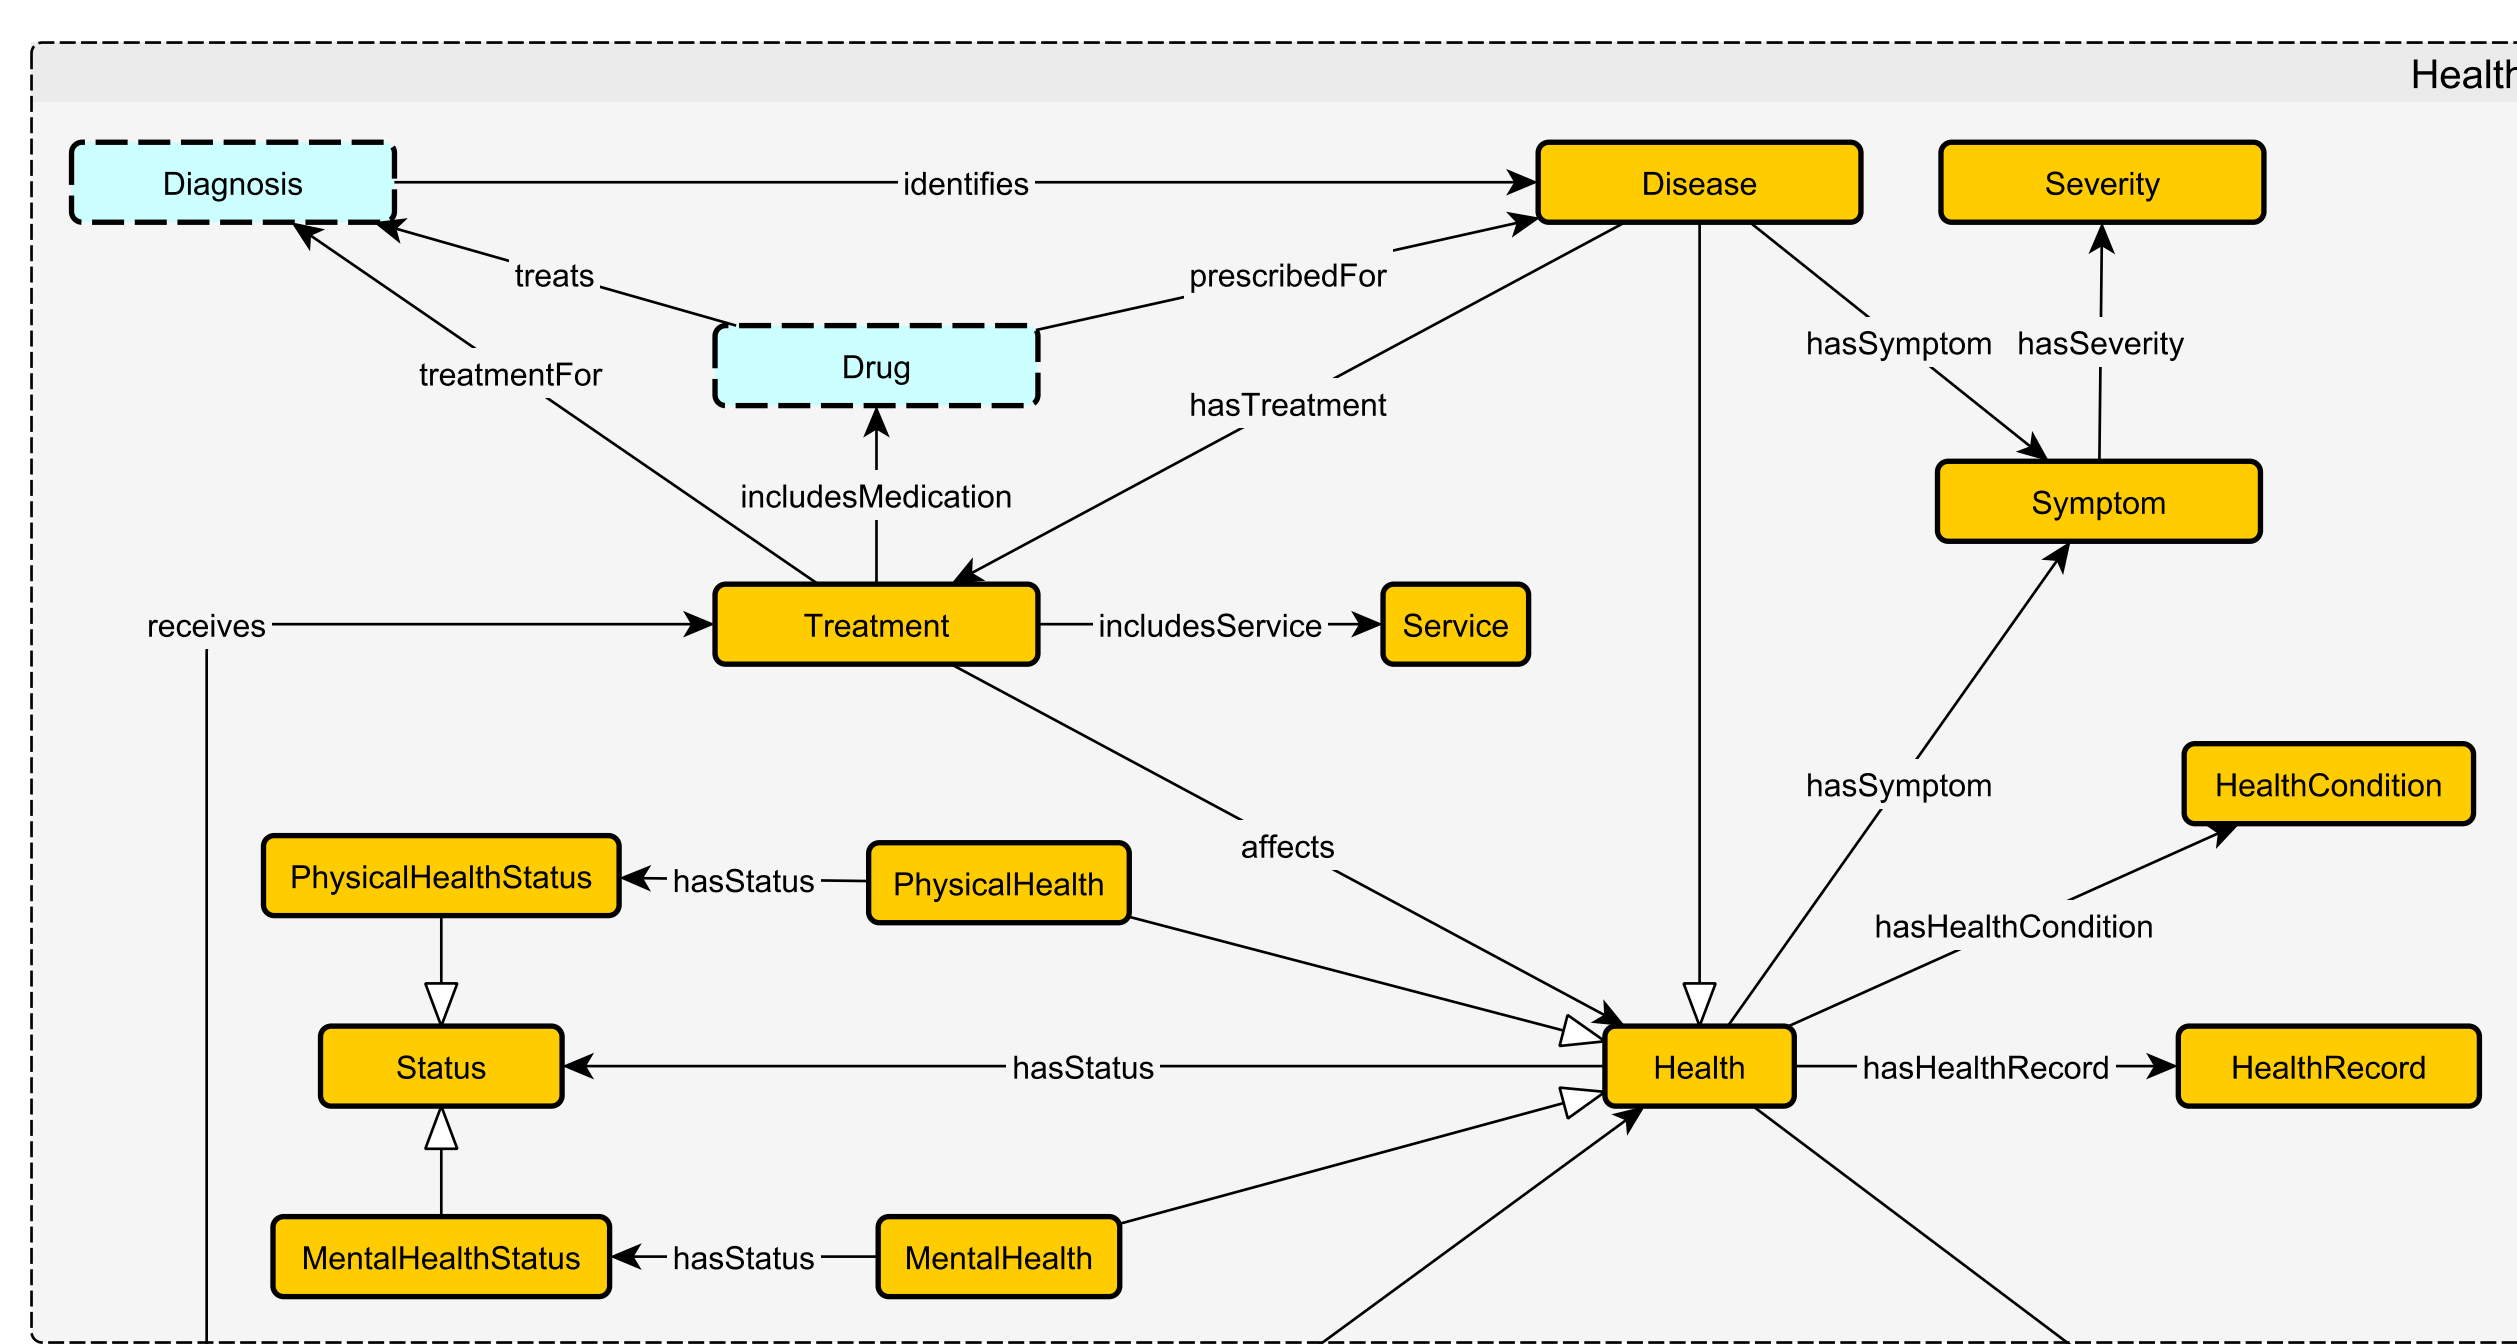 Health
Diagnosis
identifies
Disease
Severity
treats
prescribedFor
hasSymptom
hasSeverity
Drug
treatmentFor
hasTreatment
includesMedication
Symptom
receives
Treatment
includesService
Service
hasSymptom
HealthCondition
affects
PhysicalHealthStatus
hasStatus
PhysicalHealth
hasHealthCondition
Status
hasStatus
Health
hasHealthRecord
HealthRecord
MentalHealthStatus
hasStatus
MentalHealth